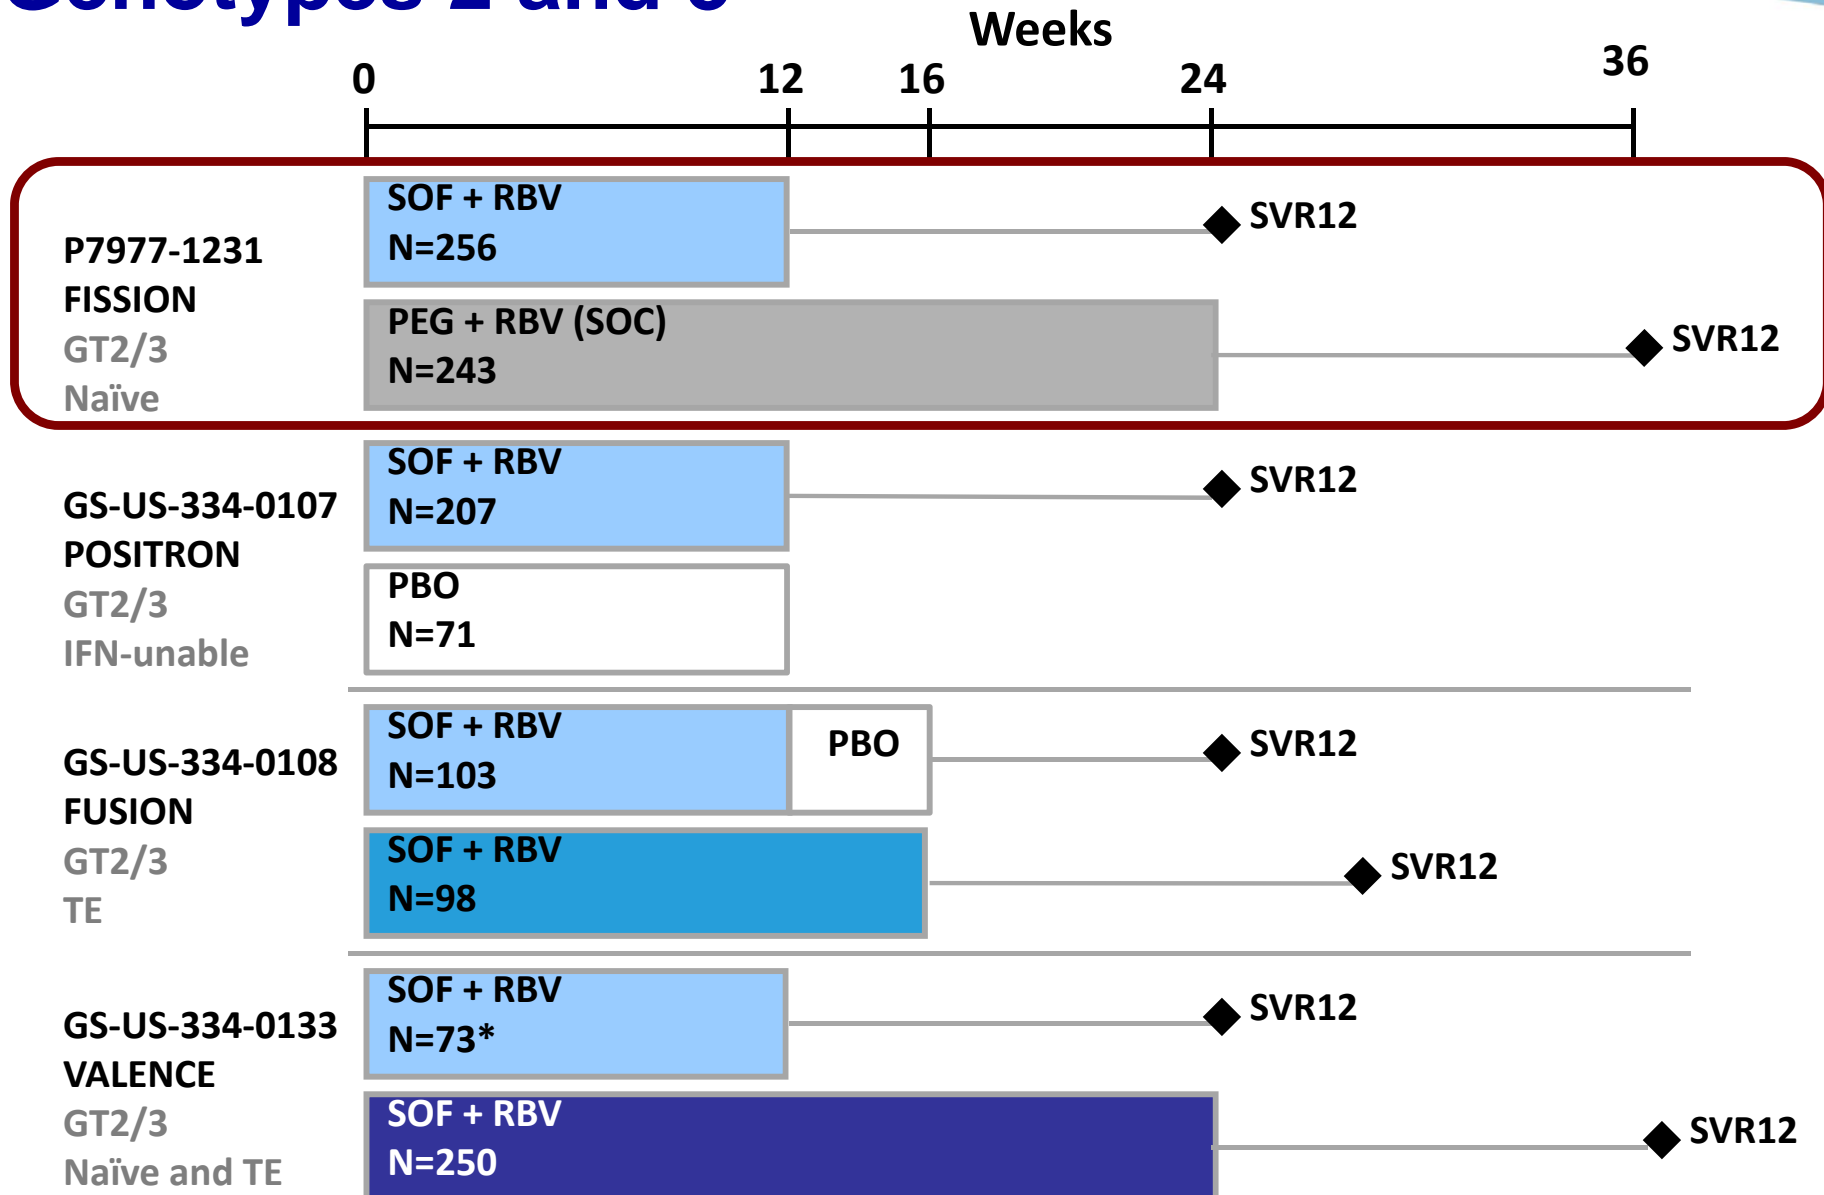 Genotypes 2 and
Weeks
0 12 16 24 36
SOF + RBV
N=256
SVR12
P7977-1231
FISSION
GT2/3
Naïve
PEG + RBV (SOC)
N=243
SVR12
SOF + RBV
N=207
SVR12
GS-US-334-0107
POSITRON
GT2/3
IFN-unable
PBO
N=71
SOF + RBV
N=103
PBO
SVR12
GS-US-334-0108
FUSION
GT2/3
TE
SOF + RBV
N=98
SVR12
SOF + RBV
N=73*
SVR12
GS-US-334-0133
VALENCE
GT2/3
Naïve and TE
SOF + RBV
N=250
SVR12